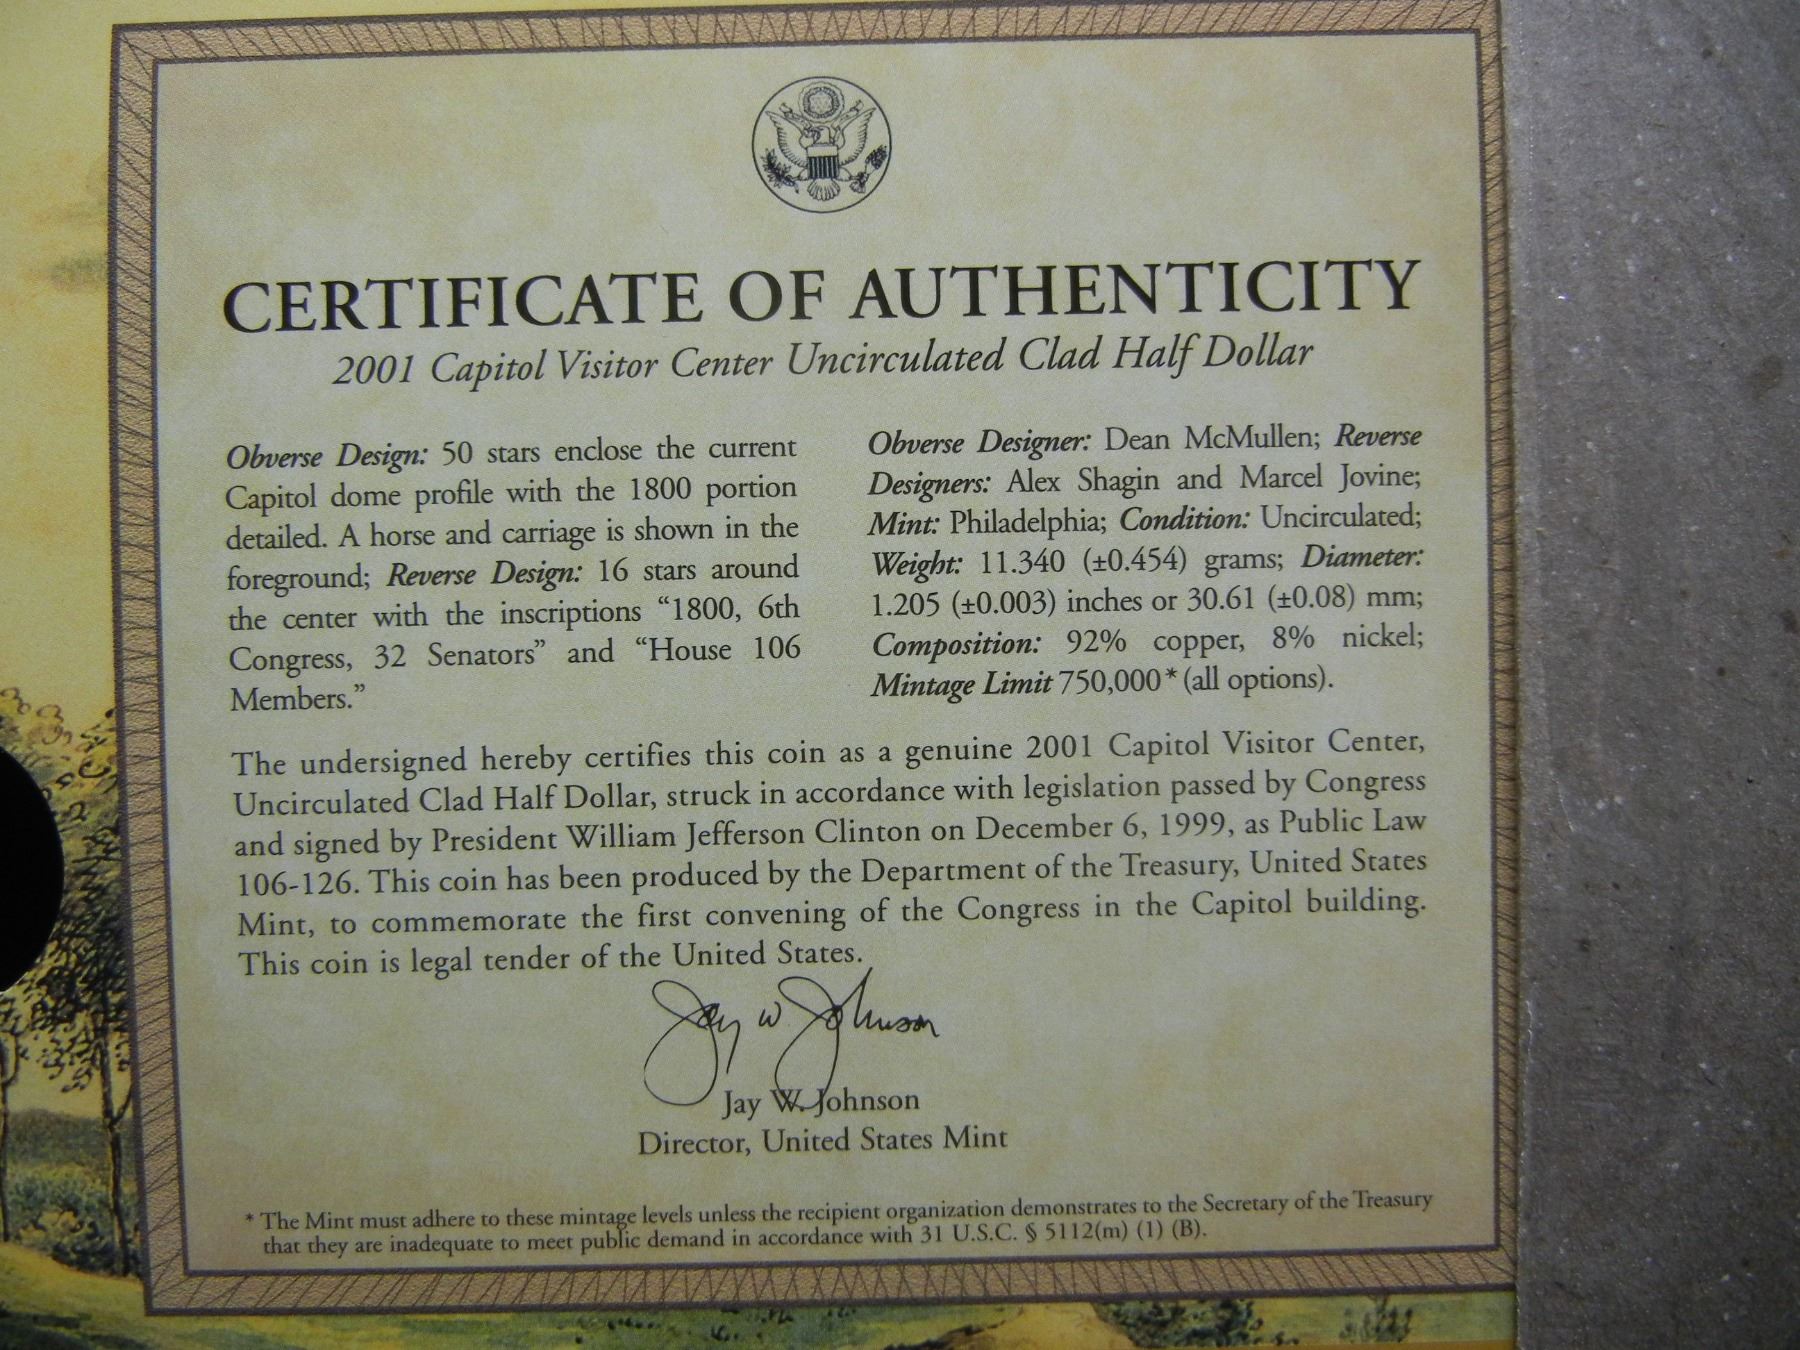 CERTIFICATE OF AUTHENTICITY
2001 Capitol Visitor Center Uncirculated Clad Half Dollar
Obverse Design: 50 stars enclose the current
Capitol dome profile with the 1800 portion
detailed. A horse and carriage is shown in the
foreground; Reverse Design: 16 stars around
the center with the inscriptions “1800, 6th
Congress, 32 Senators” and “House 106
Members.”
Obverse Designer: Dean McMullen; Reverse
Designers: Alex Shagin and Marcel Jovine;
Mint: Philadelphia; Condition: Uncirculated;
Weight: 11.340 (±0.454) grams; Diameter:
1.205 (±0.003) inches or 30.61 (±0.08) mm;
Composition: 92% copper, 8% nickel;
Mintage Limit 750,000* (all options).
The undersigned hereby certifies this coin as a genuine 2001 Capitol Visitor Center,
Uncirculated Clad Half Dollar, struck in accordance with legislation passed by Congress
and signed by President William Jefferson Clinton on December 6, 1999, as Public Law
106-126. This coin has been produced by the Department of the Treasury, United States
Mint, to commemorate the first convening of the Congress in the Capitol building.
This coin is legal tender of the United States.
Jay W Johnson
Jay W. Johnson
Director, United States Mint
* The Mint must adhere to these mintage levels unless the recipient organization demonstrates to the Secretary of the Treasury
that they are inadequate to meet public demand in accordance with 31 U.S.C. § 5112(m) (1) (B).